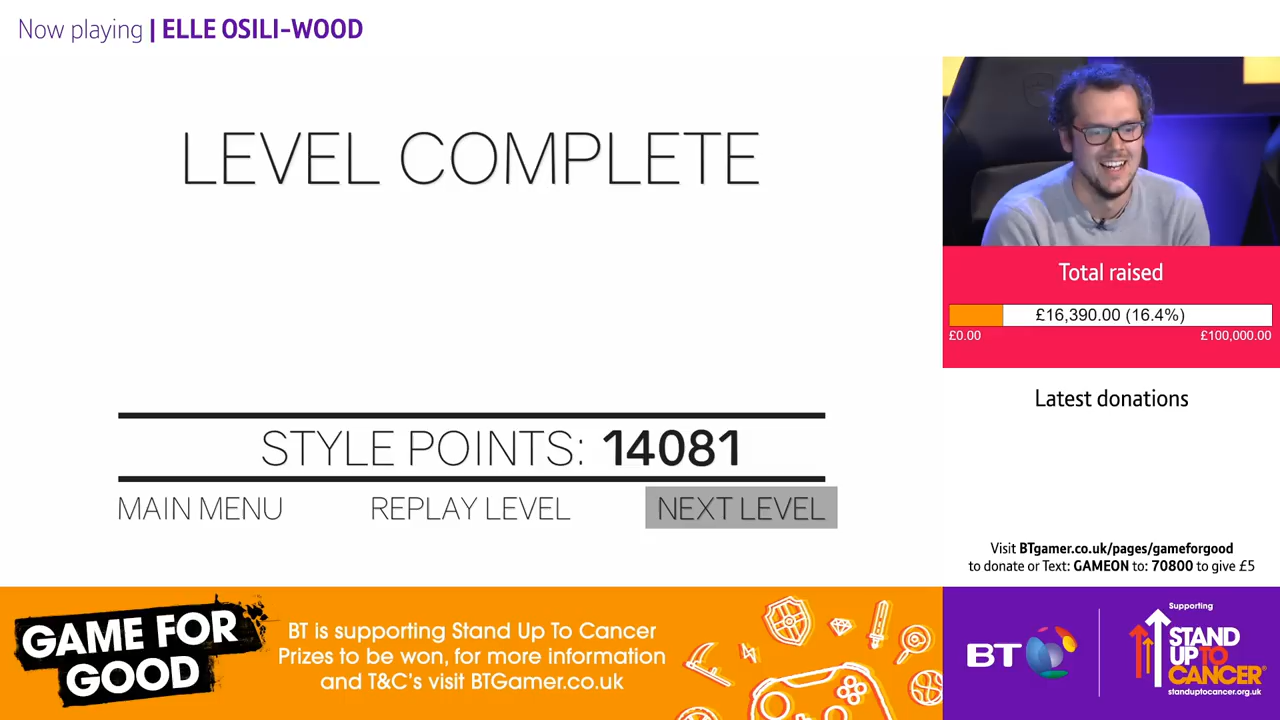 Now playing | ELLE OSILI-WOOD
LEVEL COMPLETE
STYLE POINTS: 14081
MAIN MENU
REPLAY LEVEL
NEXT LEVEL
Total raised
£16,390.00 (16.4%)
£0.00
£100,000.00
Latest donations
Visit BTgamer.co.uk/pages/gameforgood
to donate or Text: GAMEON to: 70800 to give £5
GAME FOR
GOOD
BT is supporting Stand Up To Cancer
Prizes to be won, for more information
and T&C's visit BTGamer.co.uk
BT
Supporting
STAND
UP TO
CANCER
standuptocancer.org.uk